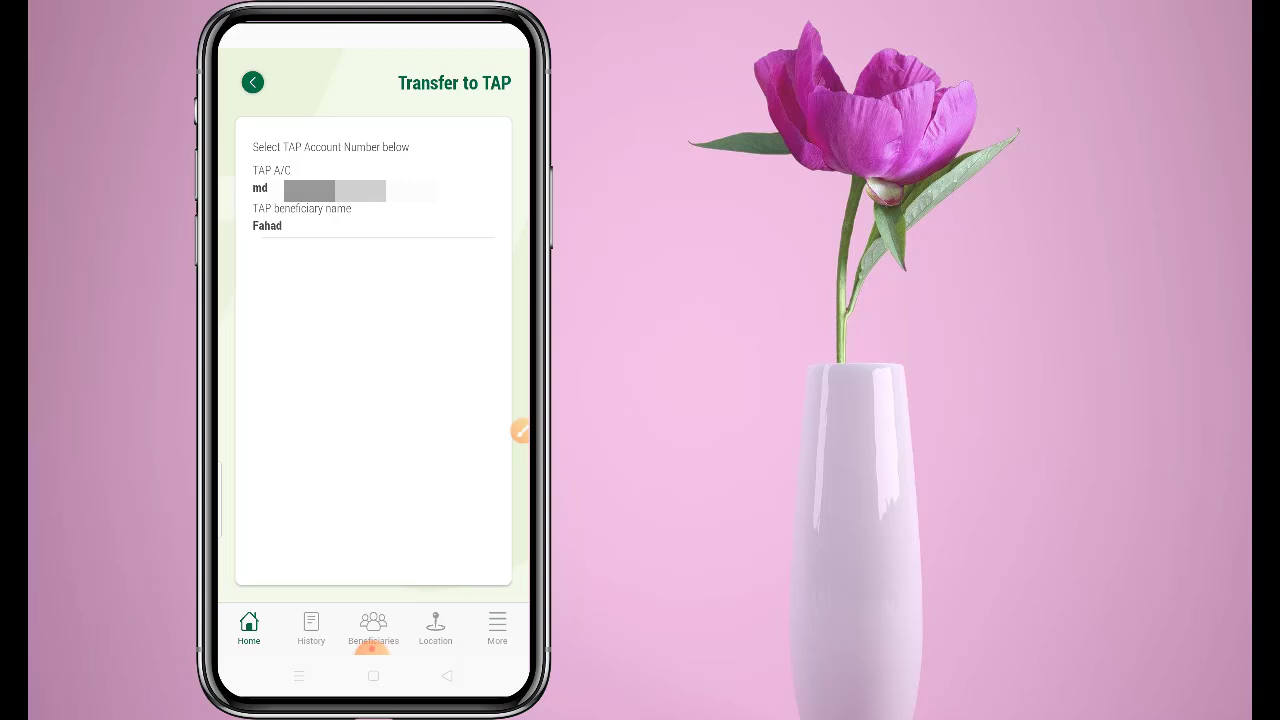 Transfer to TAP
Select TAP Account Number below
TAP A/C
md
TAP beneficiary name
Fahad
Home
History
Beneficiaries
Location
More